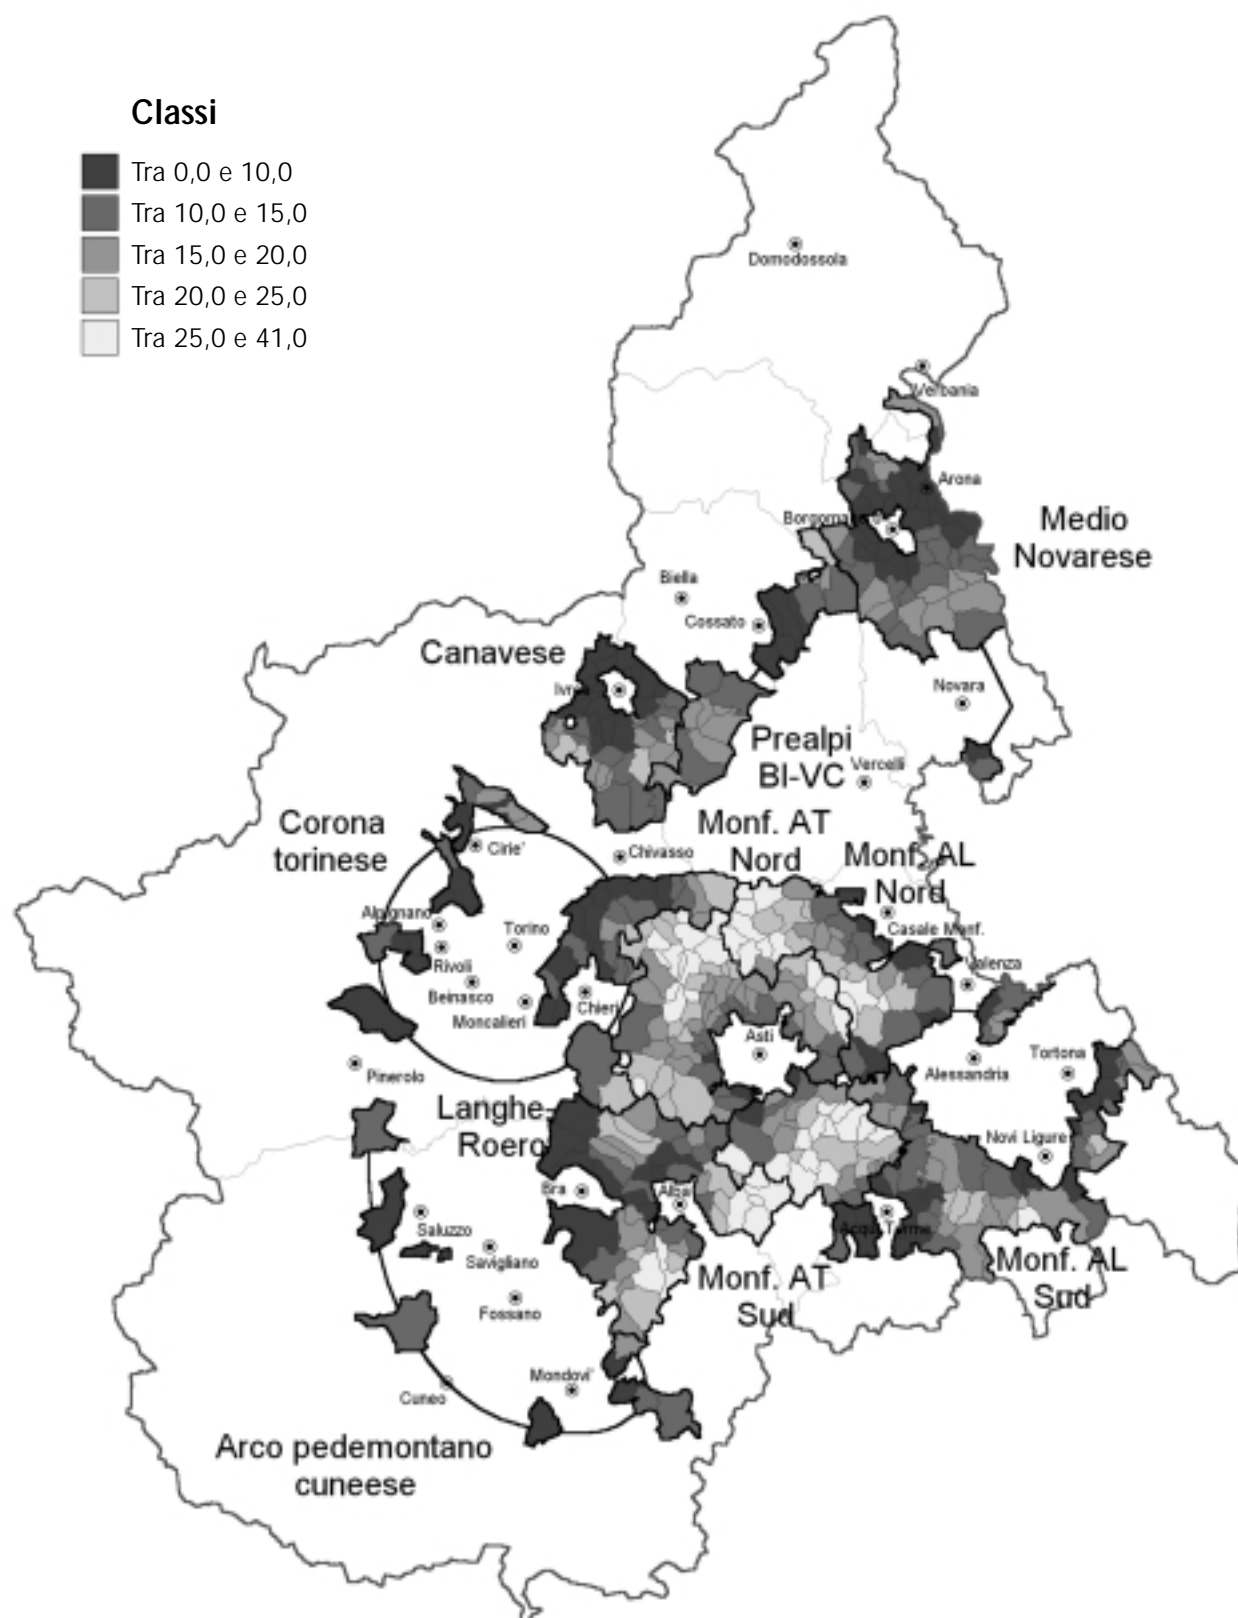 Classi
Tra 0,0 e 10,0
Tra 10,0 e 15,0
Tra 15,0 e 20,0
Tra 20,0 e 25,0
Tra 25,0 e 41,0
Domodossola
Verbania
Arona
Medio
Novarese
Biella
Cossato
Canavese
Novara
Prealpi
BI-VC
Vercelli
Corona
torinese
Monf. AT
Nord
Monf. AL
Nord
Cirie'
Chivasso
Alpignano
Torino
Casale Monf.
Rivoli
Valenza
Beinasco
Chieri
Moncalieri
Asti
Pinerolo
Alessandria
Tortona
Langhe-
Roero
Novi Ligure
Bra
Alba
Saluzzo
Acqui Terme
Savigliano
Monf. AT
Sud
Monf. AL
Sud
Fossano
Mondovi'
Cuneo
Arco pedemontano
cuneese